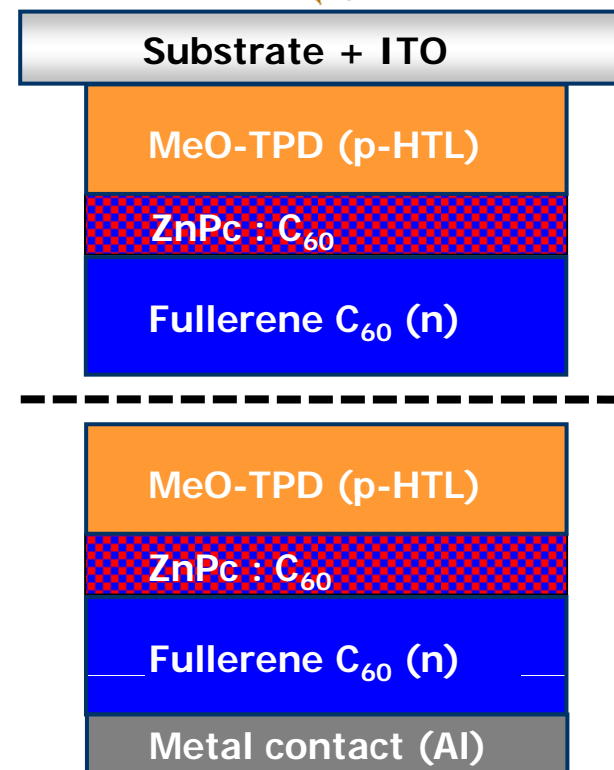 Substrate + ITO
MeO-TPD (p-HTL)
ZnPc : C₆₀
Fullerene C₆₀ (n)
MeO-TPD (p-HTL)
ZnPc : C₆₀
Fullerene C₆₀ (n)
Metal contact (Al)